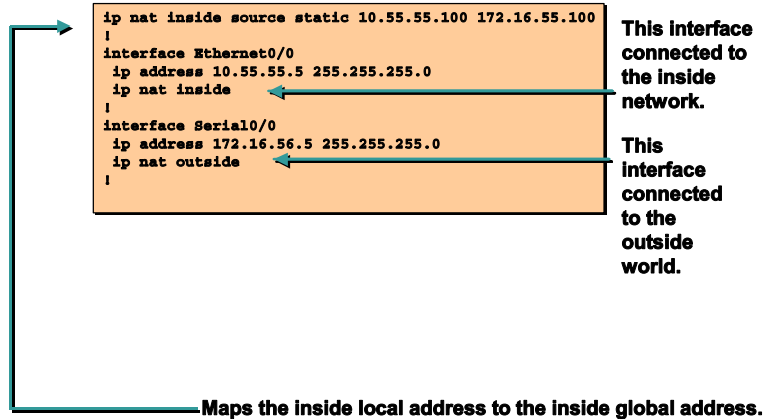 ip nat inside source static 10.55.55.100 172.16.55.100
!
interface Ethernet0/0
ip address 10.55.55.5 255.255.255.0
ip nat inside
!
interface Serial0/0
ip address 172.16.56.5 255.255.255.0
ip nat outside
!
This interface
connected to
the inside
network.
This
interface
connected
to the
outside
world.
Maps the inside local address to the inside global address.